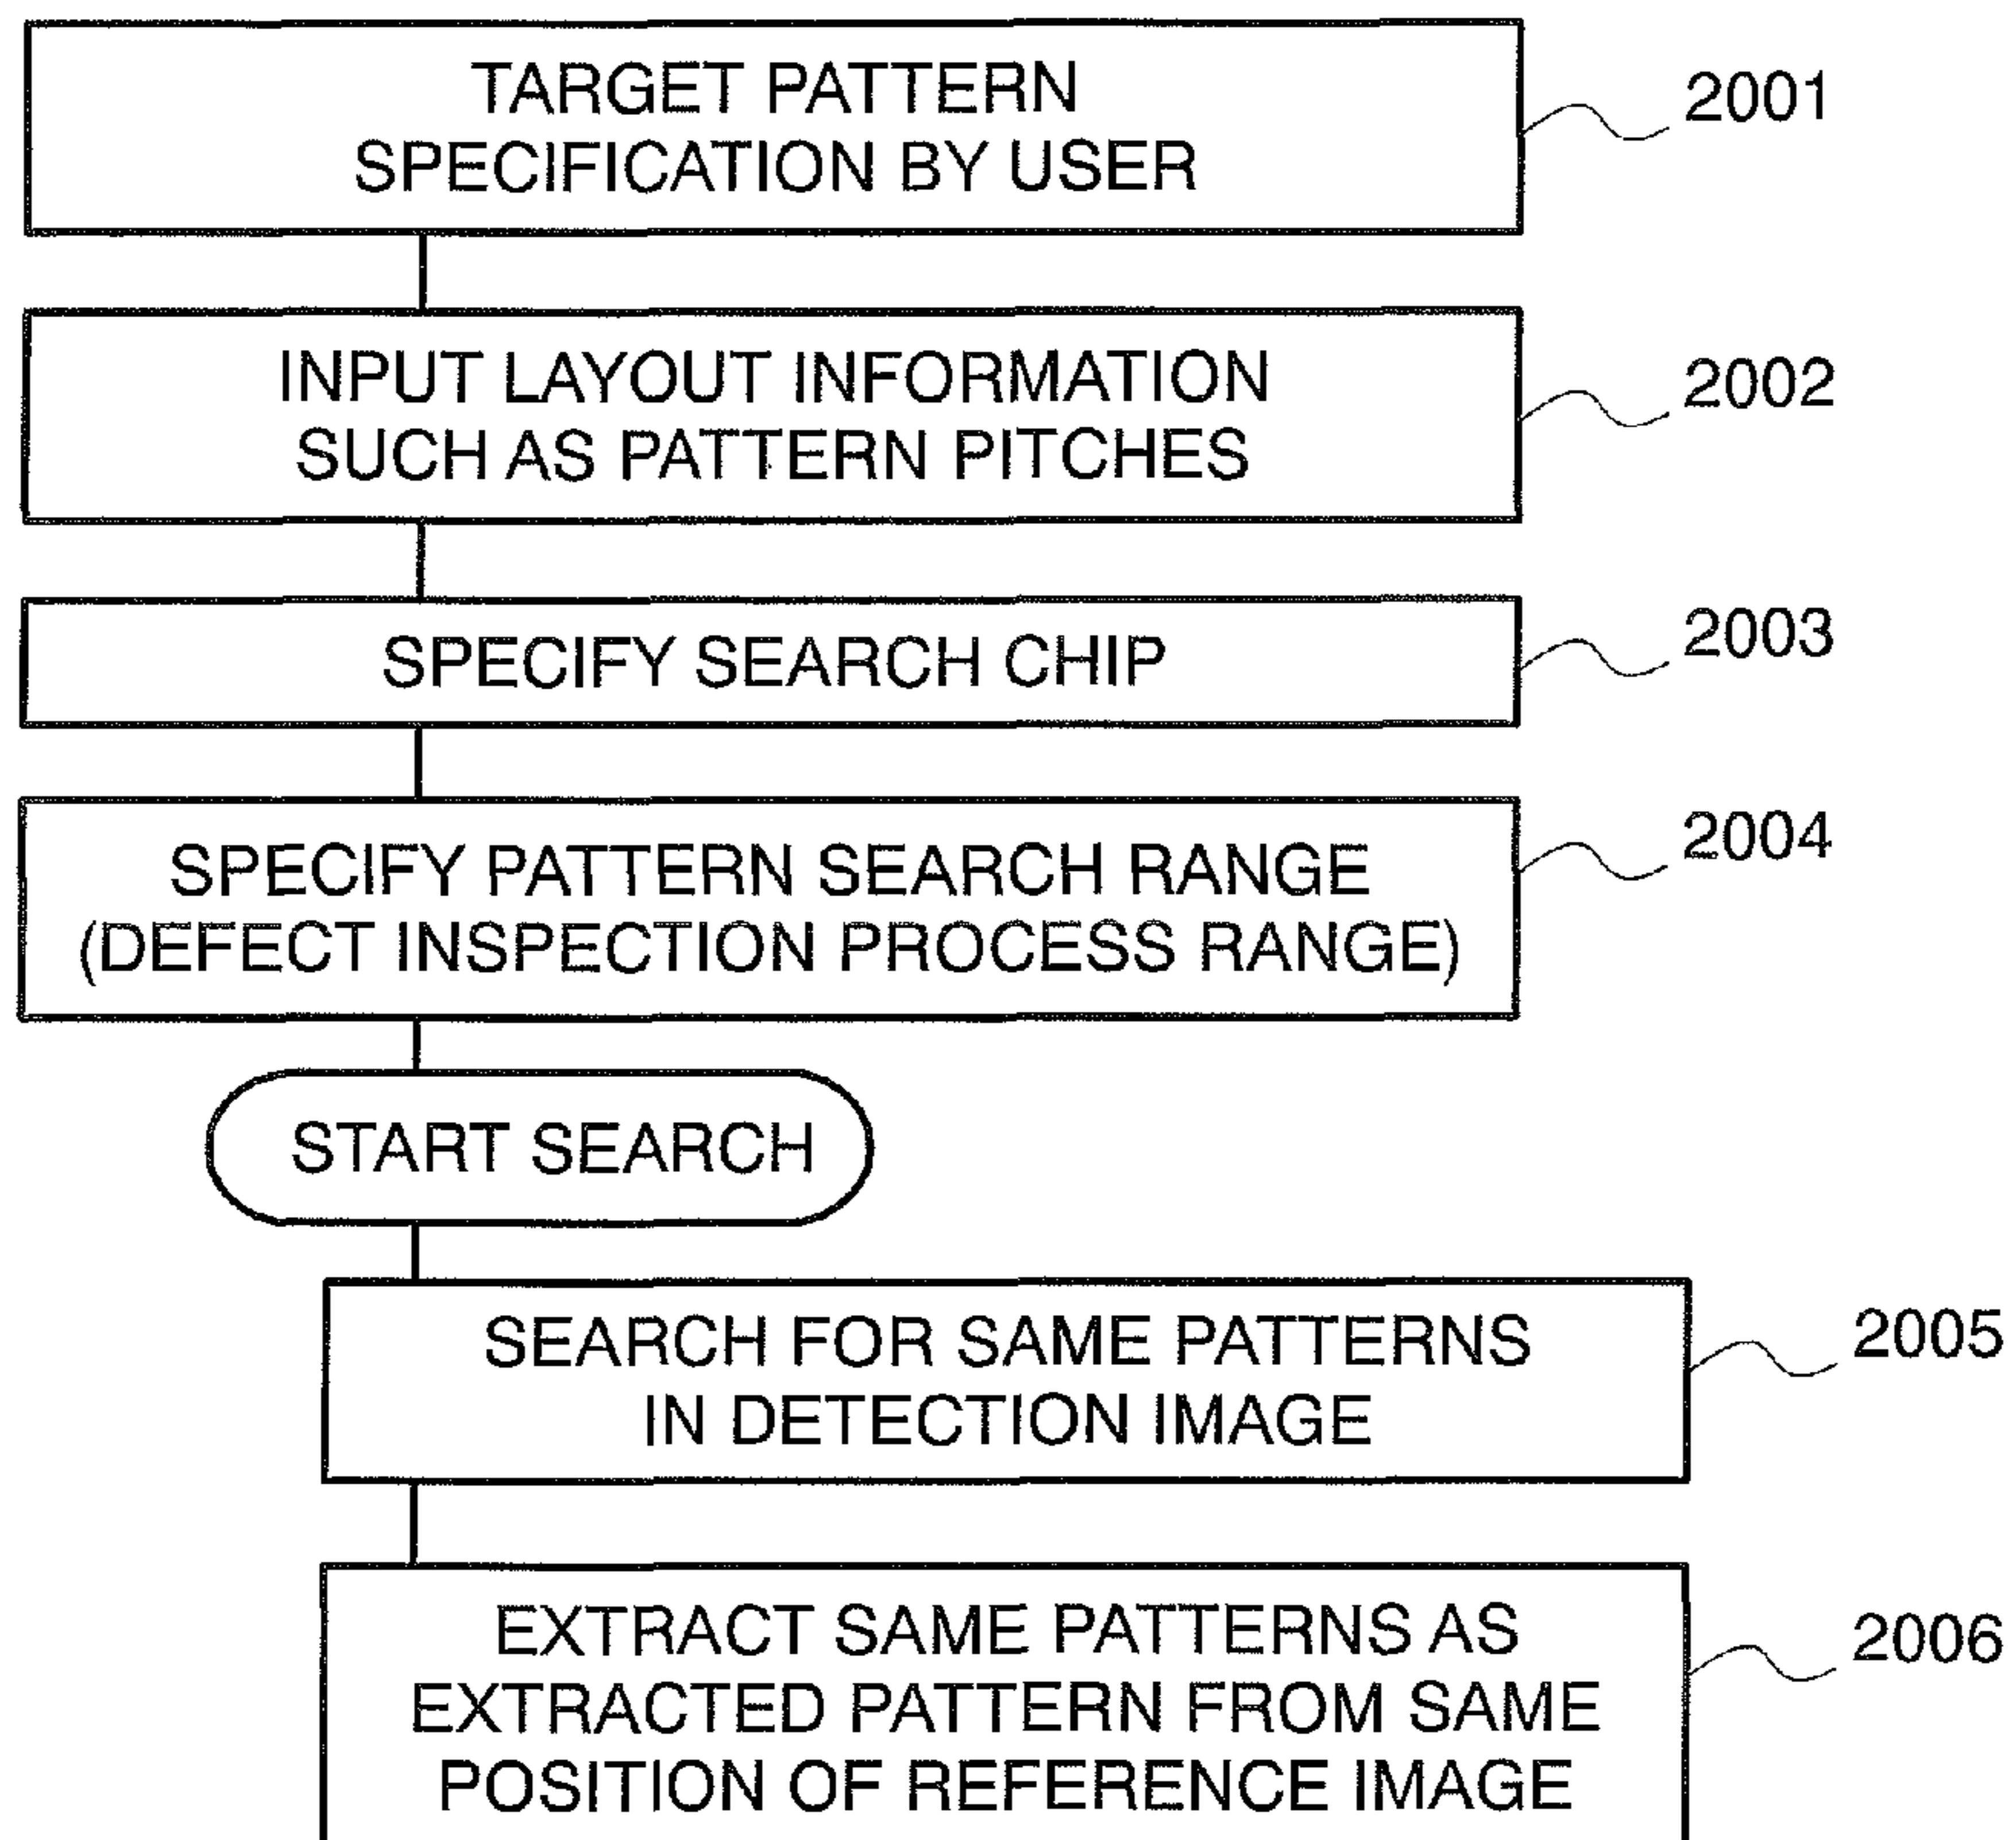 TARGET PATTERN
SPECIFICATION BY USER
2001
INPUT LAYOUT INFORMATION
SUCH AS PATTERN PITCHES
2002
SPECIFY SEARCH CHIP
2003
SPECIFY PATTERN SEARCH RANGE
(DEFECT INSPECTION PROCESS RANGE)
2004
START SEARCH
SEARCH FOR SAME PATTERNS
IN DETECTION IMAGE
2005
EXTRACT SAME PATTERNS AS
EXTRACTED PATTERN FROM SAME
POSITION OF REFERENCE IMAGE
2006